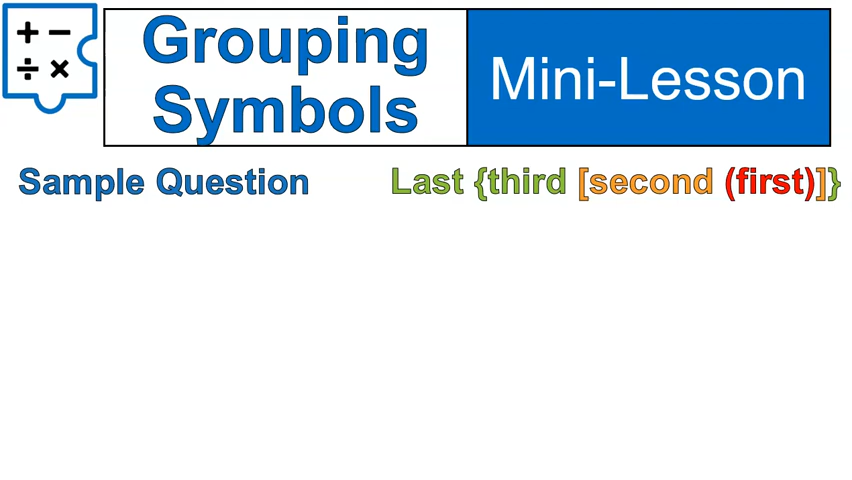 + −
÷ ×
Grouping
Symbols
Mini-Lesson
Sample Question
Last {third [second (first)]}